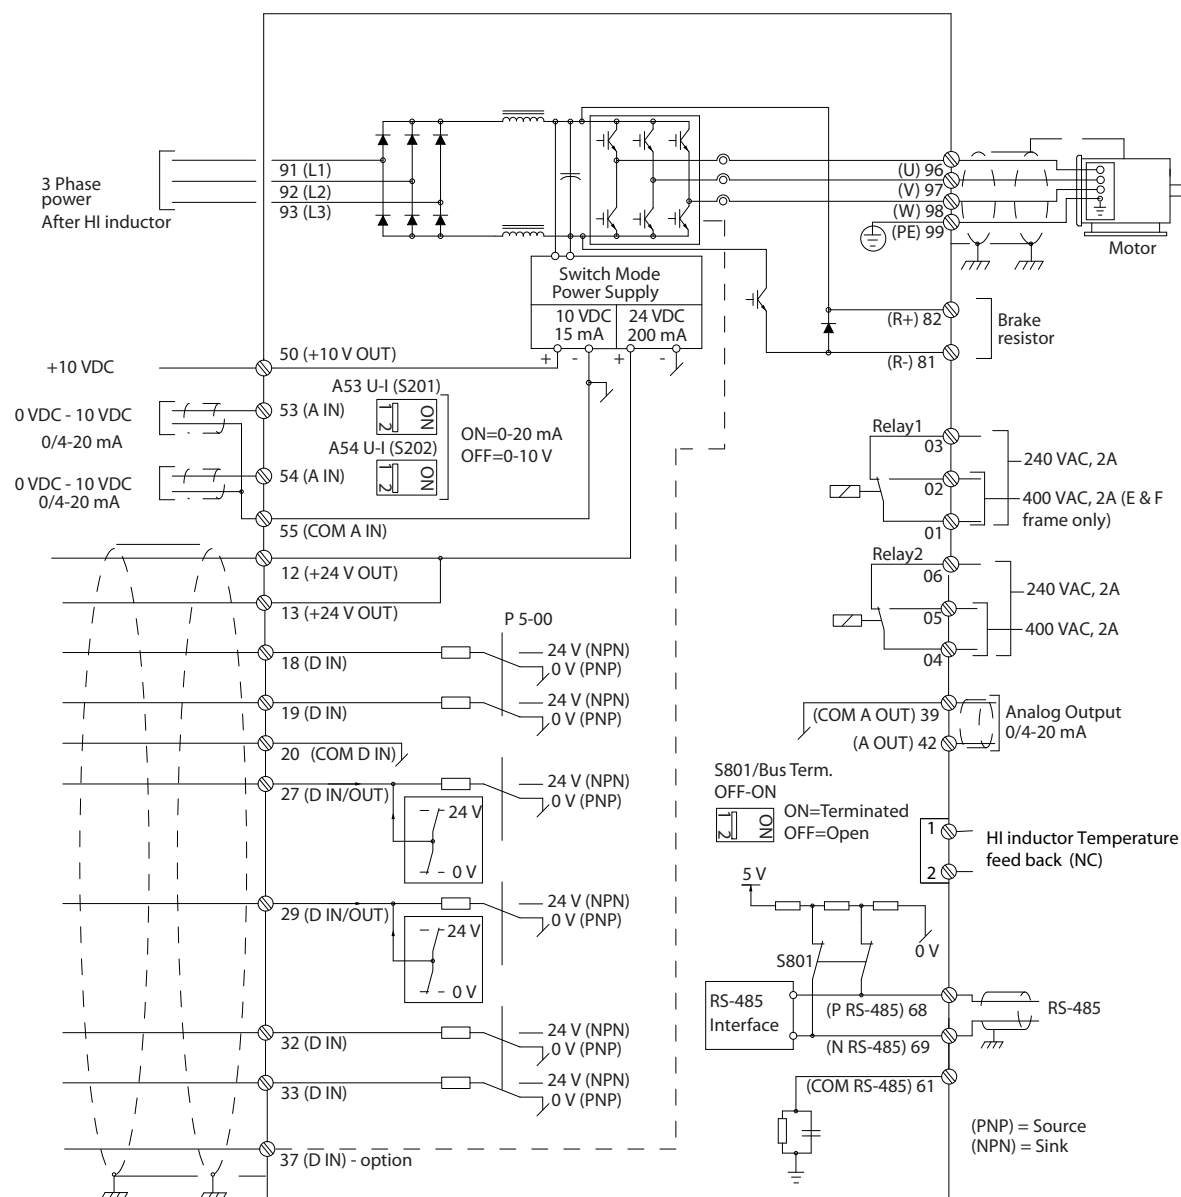 3 Phase
power
After HI inductor
91 (L1)
92 (L2)
93 (L3)
(U) 96
(V) 97
(W) 98
(PE) 99
Motor
Switch Mode
Power Supply
10 VDC
15 mA
24 VDC
200 mA
+ - + -
(R+) 82
(R-) 81
Brake
resistor
+10 VDC
50 (+10 V OUT)
0 VDC - 10 VDC
0/4-20 mA
53 (A IN)
A53 U-I (S201)
1 2
ON
A54 U-I (S202)
1 2
ON
ON=0-20 mA
OFF=0-10 V
0 VDC - 10 VDC
0/4-20 mA
54 (A IN)
55 (COM A IN)
12 (+24 V OUT)
13 (+24 V OUT)
P 5-00
18 (D IN)
24 V (NPN)
0 V (PNP)
19 (D IN)
24 V (NPN)
0 V (PNP)
20 (COM D IN)
27 (D IN/OUT)
24 V (NPN)
0 V (PNP)
24 V
0 V
29 (D IN/OUT)
24 V (NPN)
0 V (PNP)
24 V
0 V
32 (D IN)
24 V (NPN)
0 V (PNP)
33 (D IN)
24 V (NPN)
0 V (PNP)
37 (D IN) - option
Relay1
03
02
01
240 VAC, 2A
400 VAC, 2A (E & F
frame only)
Relay2
06
05
04
240 VAC, 2A
400 VAC, 2A
(COM A OUT) 39
(A OUT) 42
Analog Output
0/4-20 mA
S801/Bus Term.
OFF-ON
1 2
ON
ON=Terminated
OFF=Open
1
2
HI inductor Temperature
feed back (NC)
5 V
0 V
S801
RS-485
Interface
(P RS-485) 68
(N RS-485) 69
RS-485
(COM RS-485) 61
(PNP) = Source
(NPN) = Sink